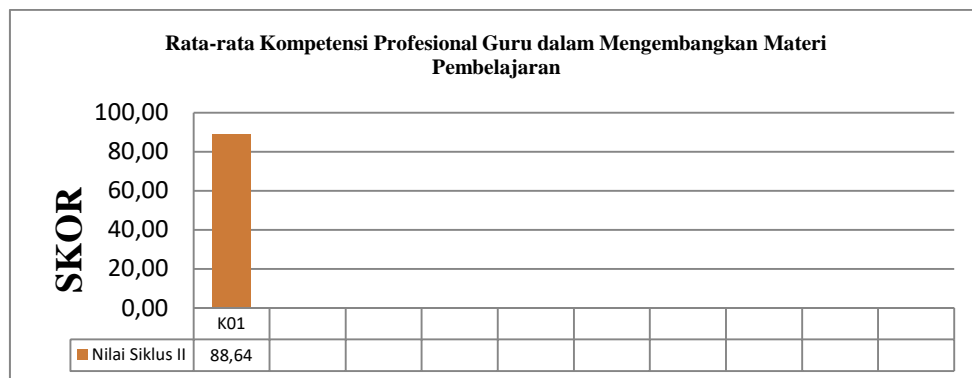 Rata-rata Kompetensi Profesional Guru dalam Mengembangkan Materi
Pembelajaran
SKOR
100,00
80,00
60,00
40,00
20,00
0,00
K01
Nilai Siklus II 88,64